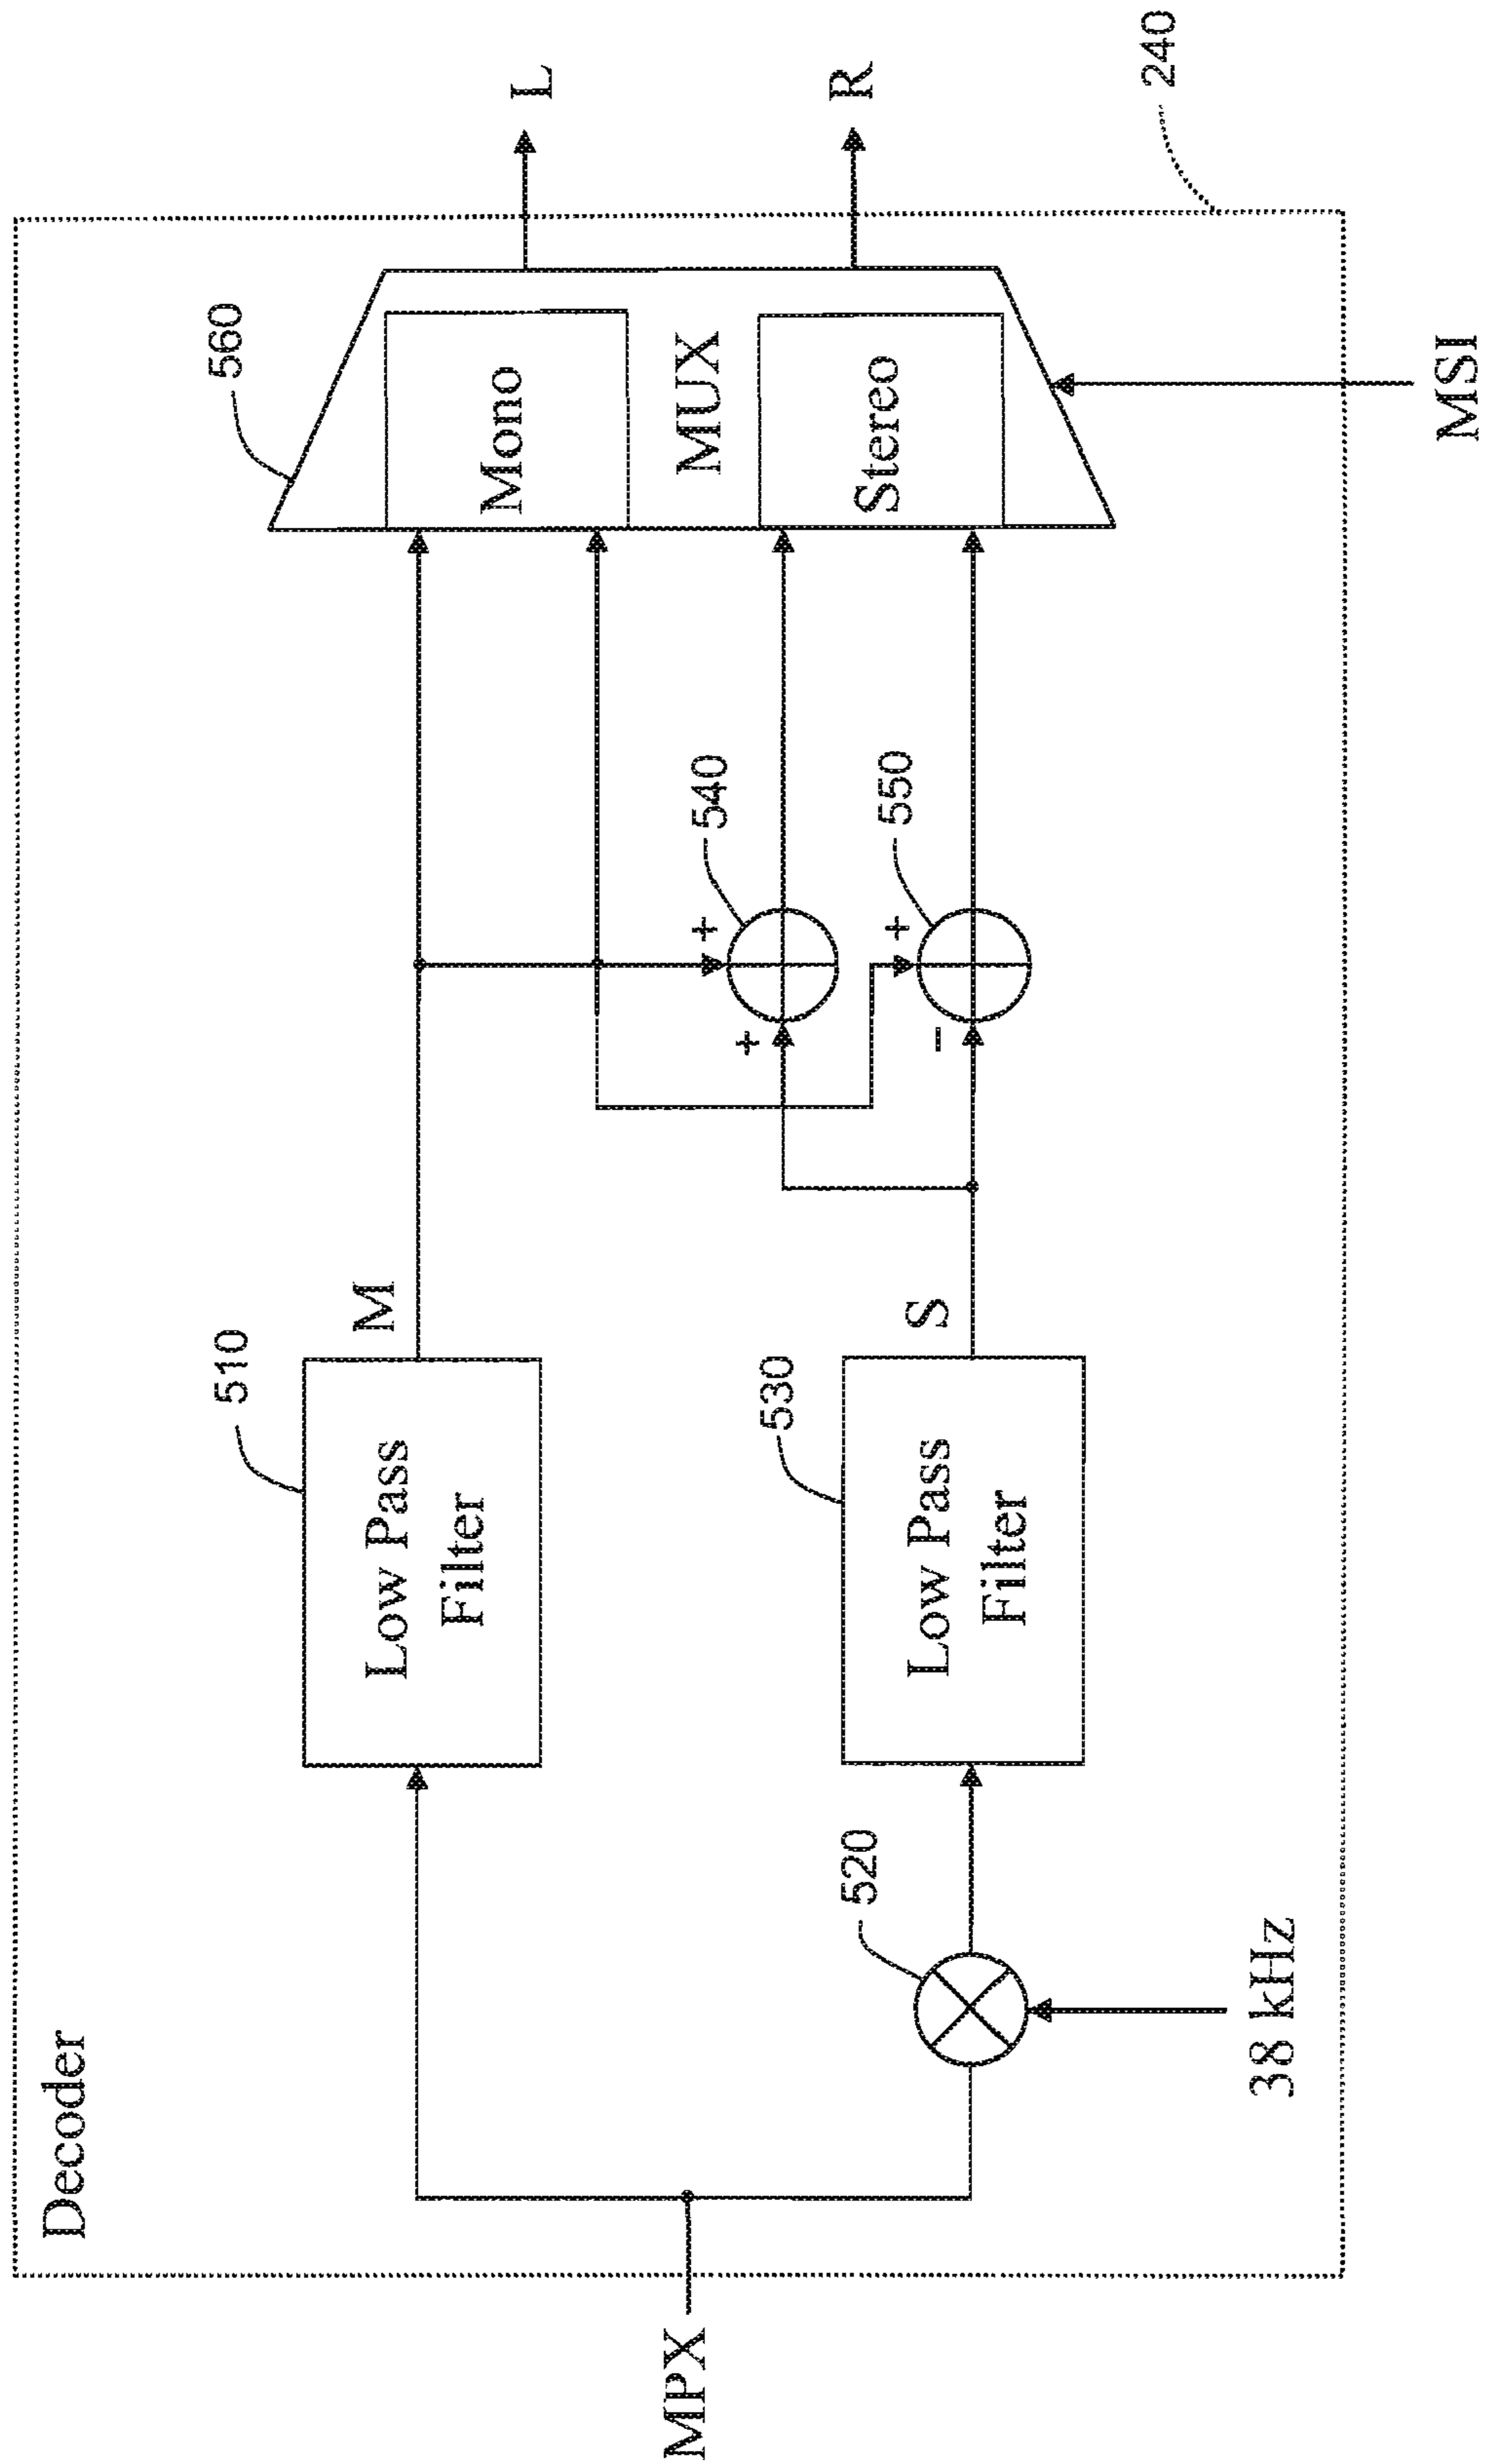 Decoder
MPX
510
Low Pass
Filter
M
520
38 kHz
530
Low Pass
Filter
S
540
+
+
550
+
−
560
Mono
MUX
Stereo
MSI
L
R
240